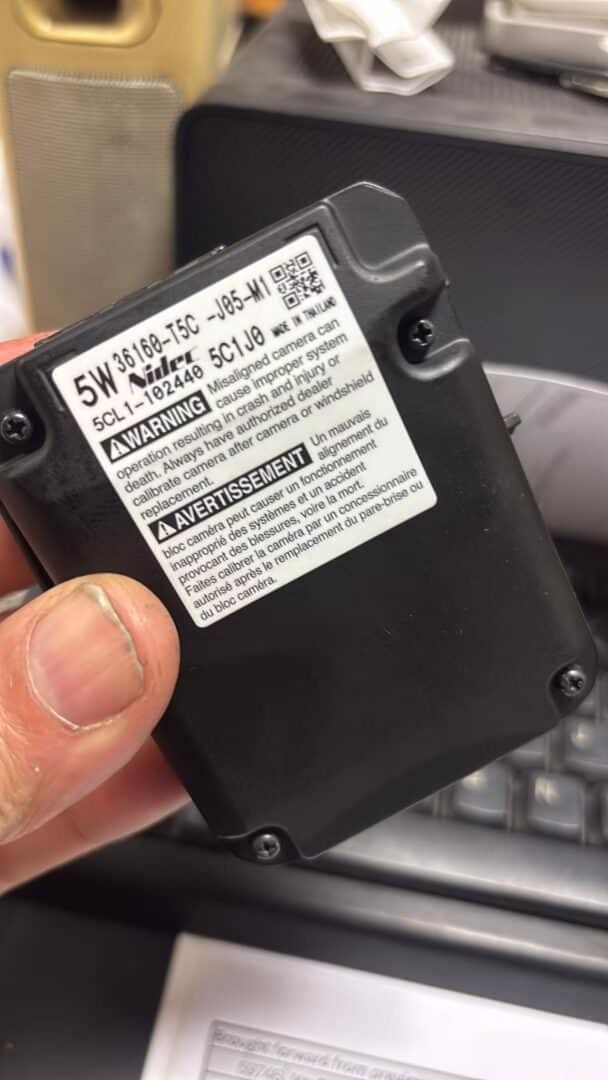 5W 36160-T5C -J05-M1
Nidec
5CL1-102440 5C1J0 MADE IN THAILAND
WARNING Misaligned camera can
cause improper system
operation resulting in crash and injury or
death. Always have authorized dealer
calibrate camera after camera or windshield
replacement.
AVERTISSEMENT Un mauvais
alignement du
bloc caméra peut causer un fonctionnement
inapproprié des systèmes et un accident
provocant des blessures, voire la mort.
Faites calibrer la caméra par un concessionnaire
autorisé après le remplacement du pare-brise ou
du bloc caméra.